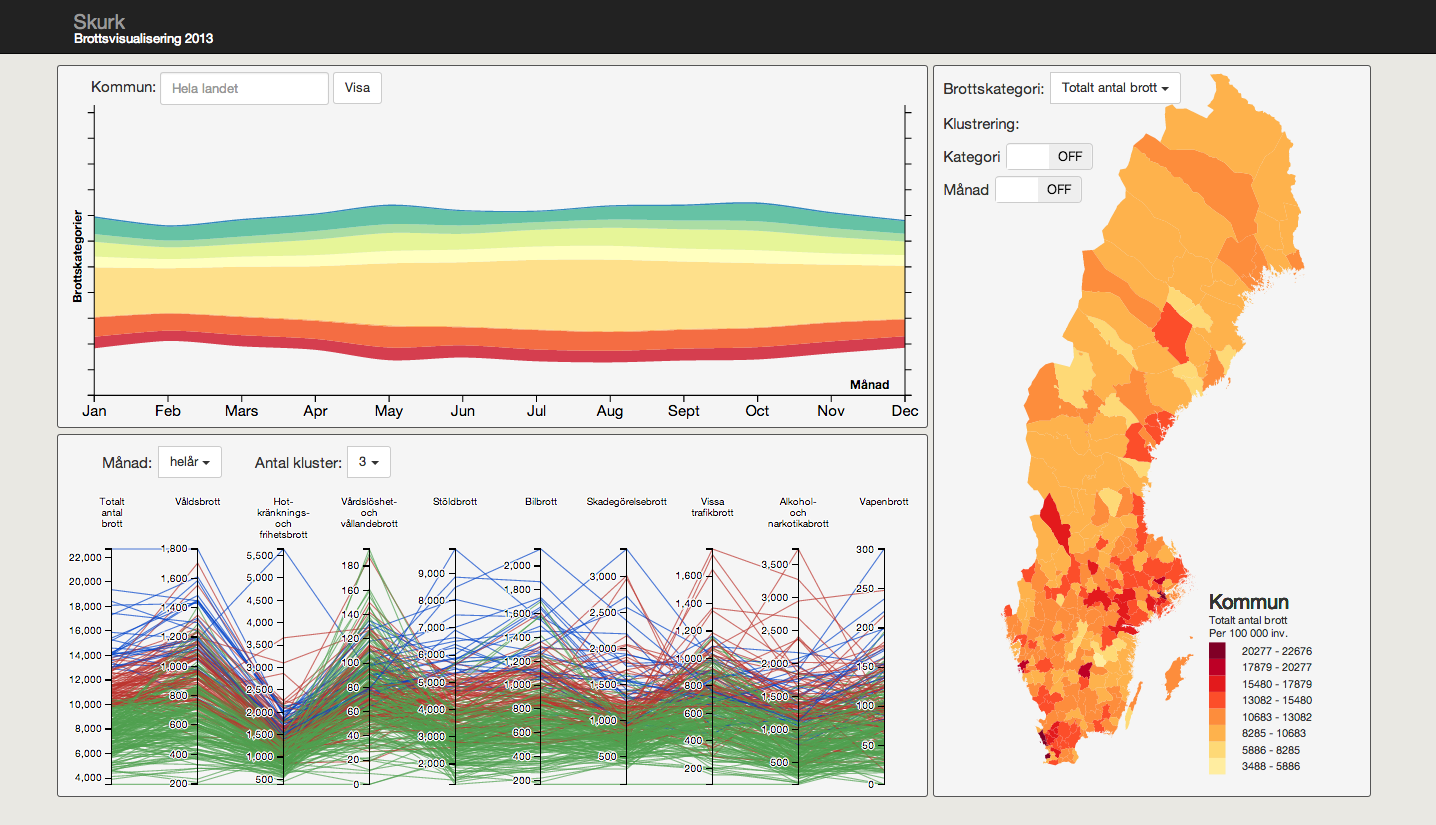 Skurk
Brottsvisualisering 2013
Kommun: Hela landet Visa
Brottskategorier
Månad
Jan Feb Mars Apr May Jun Jul Aug Sept Oct Nov Dec
Månad: helår Antal kluster: 3
Totalt antal brott
Våldsbrott
Hot- kränknings- och frihetsbrott
Vårdslöshet- och vållandebrott
Stöldbrott
Bilbrott
Skadegörelsebrott
Vissa trafikbrott
Alkohol- och narkotikabrott
Vapenbrott
22,000
20,000
18,000
16,000
14,000
12,000
10,000
8,000
6,000
4,000
1,800
1,600
1,400
1,200
1,000
800
600
400
200
5,500
5,000
4,500
4,000
3,500
3,000
2,500
2,000
1,500
1,000
500
180
160
140
120
100
80
60
40
20
0
9,000
8,000
7,000
6,000
5,000
4,000
3,000
2,000
2,000
1,800
1,600
1,400
1,200
1,000
800
600
400
200
3,000
2,500
2,000
1,500
1,000
500
1,600
1,400
1,200
1,000
800
600
400
200
3,500
3,000
2,500
2,000
1,500
1,000
500
300
250
200
150
100
50
0
Brottskategori: Totalt antal brott
Klustrering:
Kategori OFF
Månad OFF
Kommun
Totalt antal brott
Per 100 000 inv.
20277 - 22676
17879 - 20277
15480 - 17879
13082 - 15480
10683 - 13082
8285 - 10683
5886 - 8285
3488 - 5886